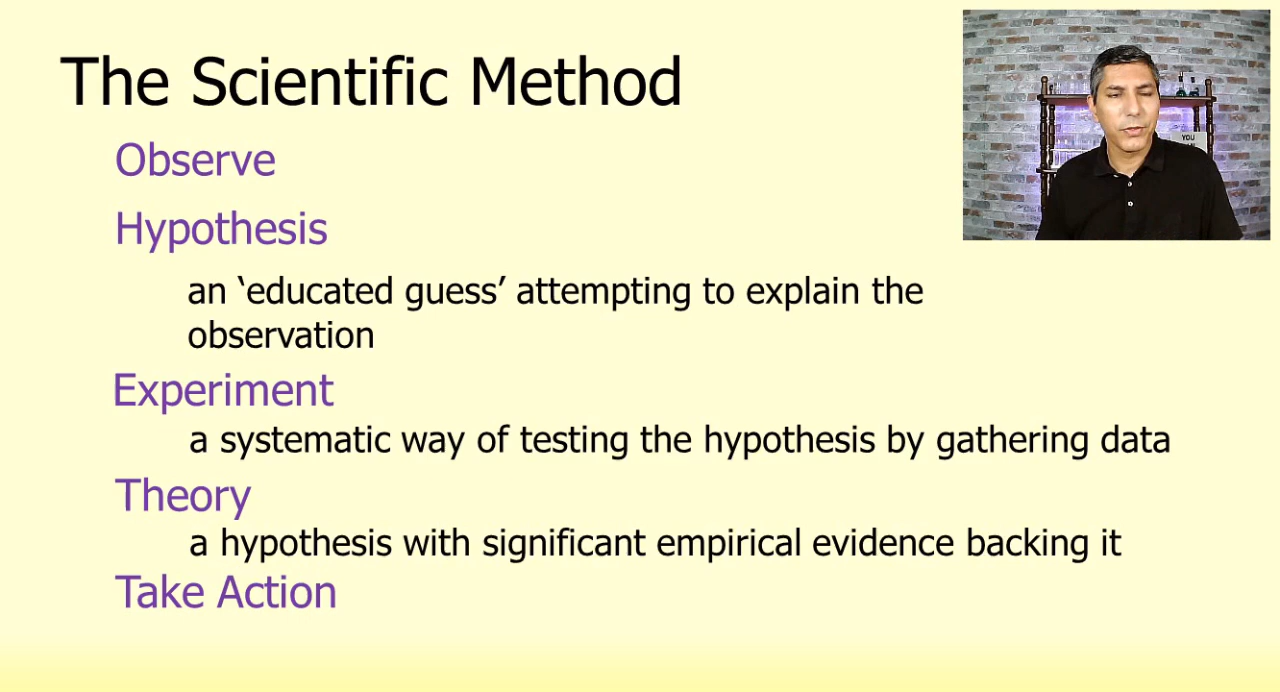 The Scientific Method
Observe
Hypothesis
an ‘educated guess’ attempting to explain the
observation
Experiment
a systematic way of testing the hypothesis by gathering data
Theory
a hypothesis with significant empirical evidence backing it
Take Action
YOU